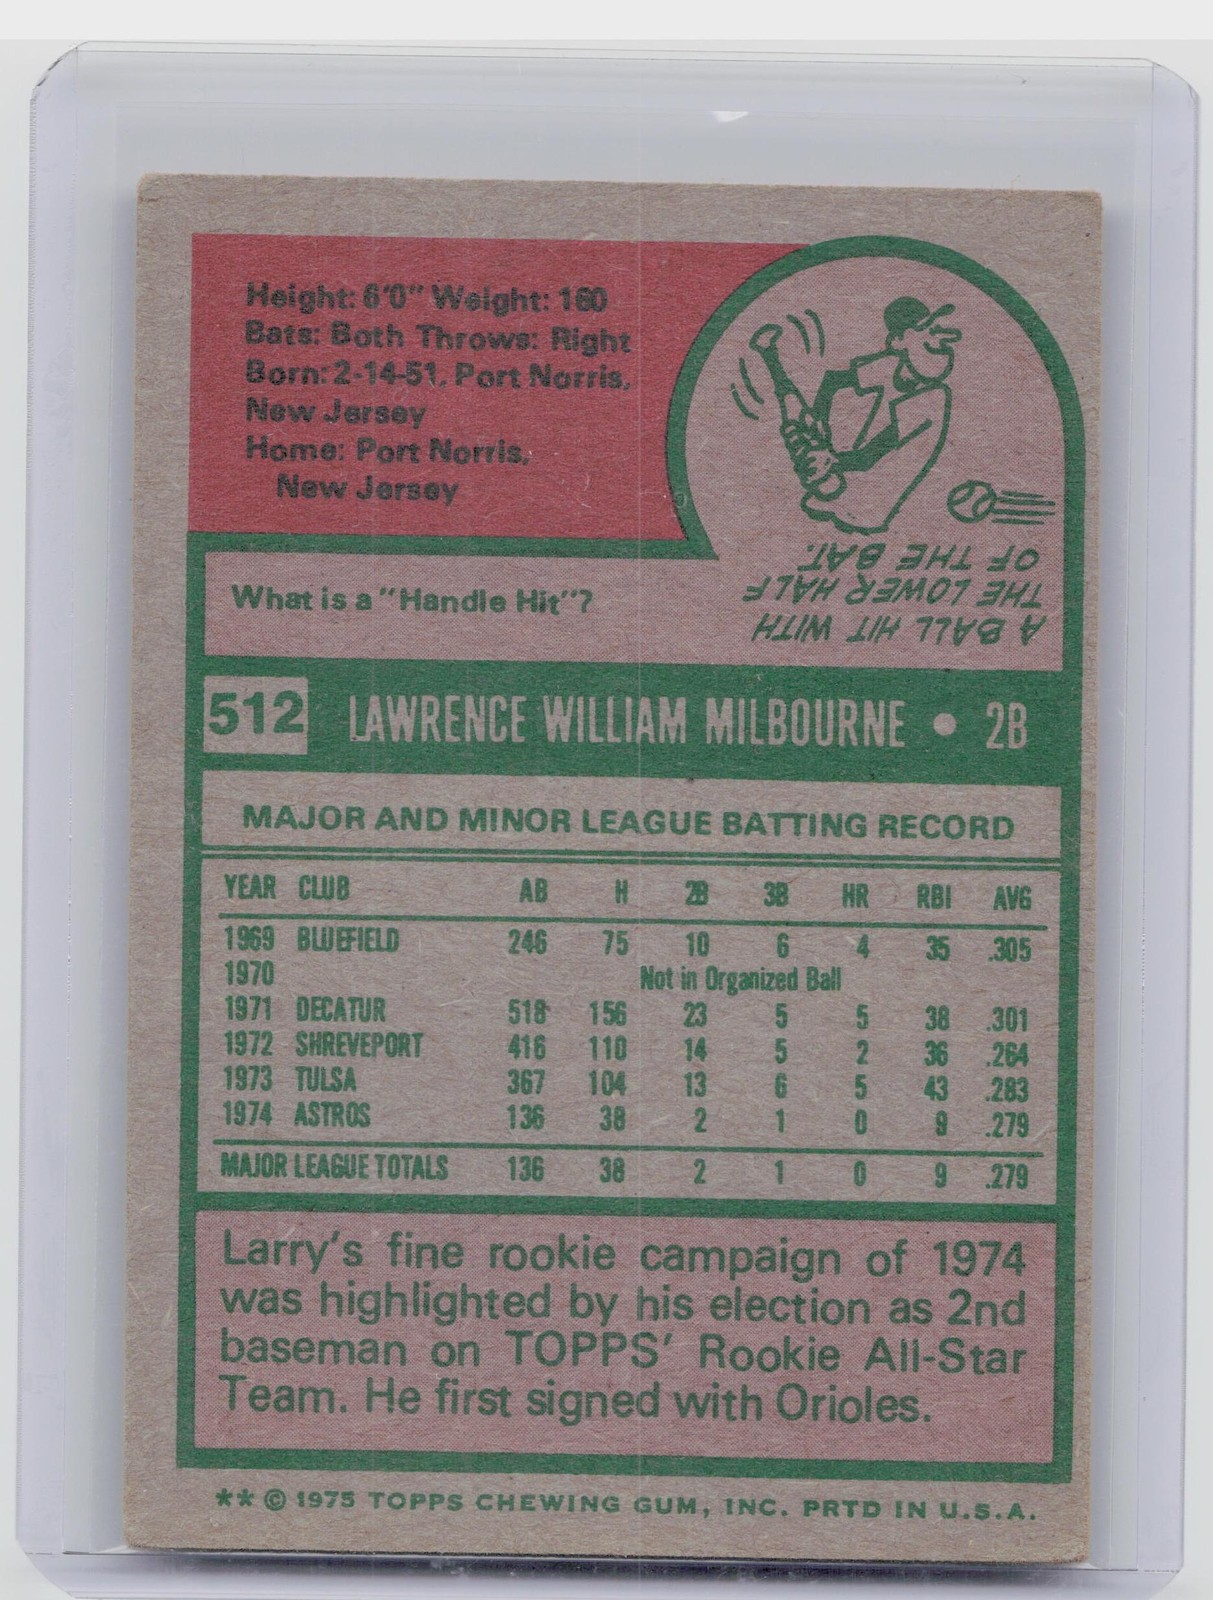 Height: 6'0" Weight: 160
Bats: Both Throws: Right
Born: 2-14-51, Port Norris,
New Jersey
Home: Port Norris,
New Jersey
What is a "Handle Hit"?
A BALL HIT WITH
THE LOWER HALF
OF THE BAT.
512 LAWRENCE WILLIAM MILBOURNE • 2B
MAJOR AND MINOR LEAGUE BATTING RECORD
YEAR CLUB AB H 2B 3B HR RBI AVG
1969 BLUEFIELD 246 75 10 6 4 35 .305
1970 Not in Organized Ball
1971 DECATUR 518 156 23 5 5 38 .301
1972 SHREVEPORT 416 110 14 5 2 36 .264
1973 TULSA 367 104 13 6 5 43 .283
1974 ASTROS 136 38 2 1 0 9 .279
MAJOR LEAGUE TOTALS 136 38 2 1 0 9 .279
Larry's fine rookie campaign of 1974
was highlighted by his election as 2nd
baseman on TOPPS' Rookie All-Star
Team. He first signed with Orioles.
** © 1975 TOPPS CHEWING GUM, INC. PRTD IN U.S.A.